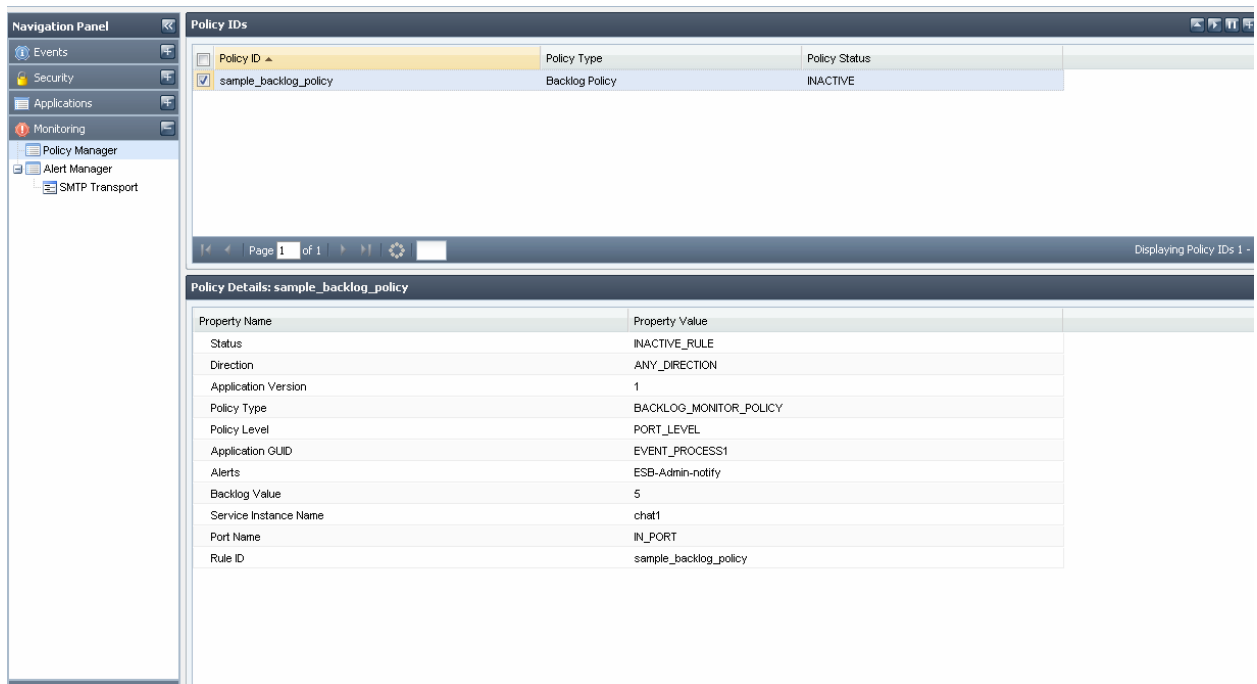 Navigation Panel
Events
Security
Applications
Monitoring
Policy Manager
Alert Manager
SMTP Transport
Policy IDs
Policy ID Policy Type Policy Status
sample_backlog_policy Backlog Policy INACTIVE
Page 1 of 1 Displaying Policy IDs 1 -
Policy Details: sample_backlog_policy
Property Name Property Value
Status INACTIVE_RULE
Direction ANY_DIRECTION
Application Version 1
Policy Type BACKLOG_MONITOR_POLICY
Policy Level PORT_LEVEL
Application GUID EVENT_PROCESS1
Alerts ESB-Admin-notify
Backlog Value 5
Service Instance Name chat1
Port Name IN_PORT
Rule ID sample_backlog_policy